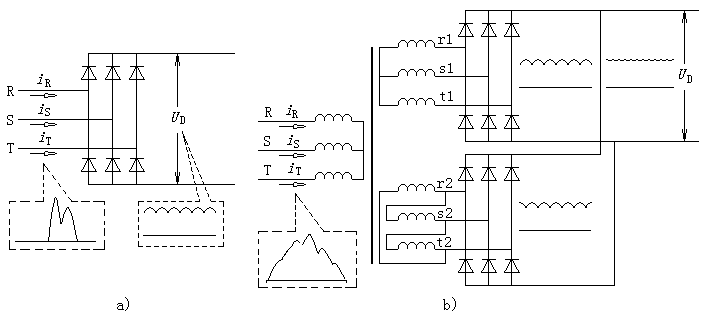 R iR
S iS
T iT
UD
a)
R iR
S iS
T iT
r1
s1
t1
r2
s2
t2
UD
b)